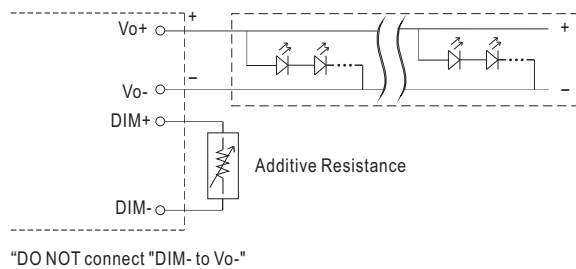 Vo+
+
+
Vo-
−
−
DIM+
Additive Resistance
DIM-
“DO NOT connect "DIM- to Vo-"